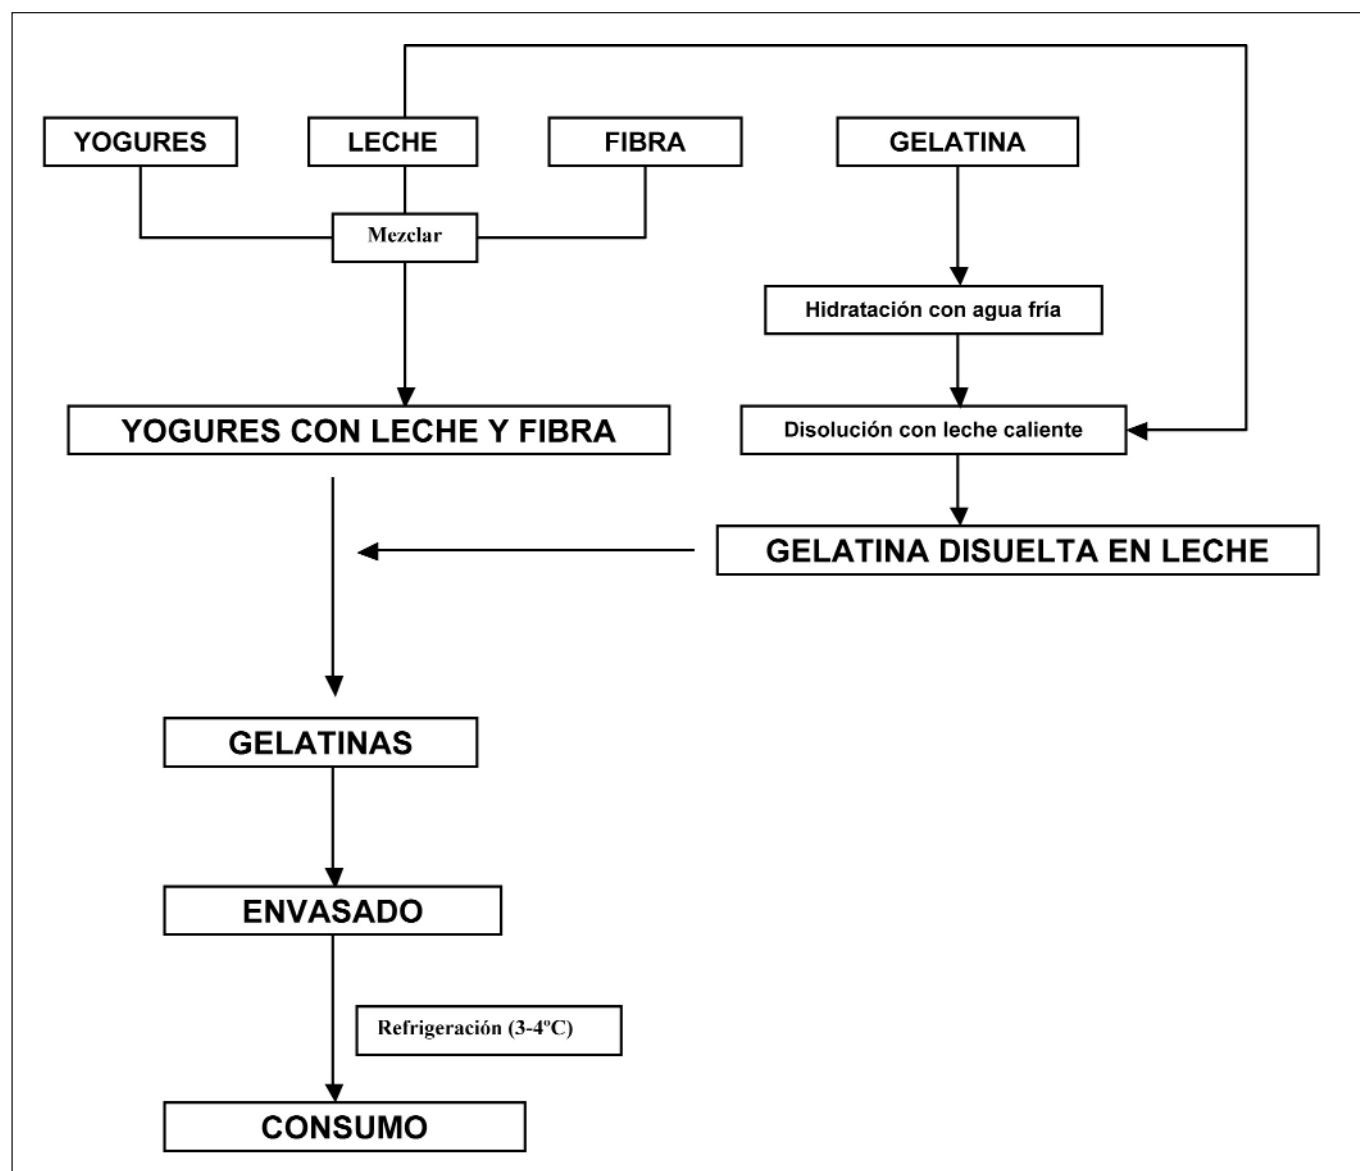 YOGURES
LECHE
FIBRA
GELATINA
Mezclar
Hidratación con agua fría
YOGURES CON LECHE Y FIBRA
Disolución con leche caliente
GELATINA DISUELTA EN LECHE
GELATINAS
ENVASADO
Refrigeración (3-4ºC)
CONSUMO